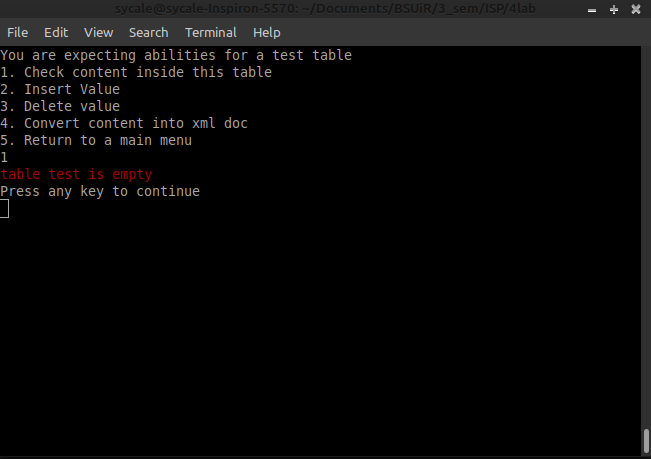 sycale@sycale-Inspiron-5570: ~/Documents/BSUiR/3_sem/ISP/4lab
File Edit View Search Terminal Help
You are expecting abilities for a test table
1. Check content inside this table
2. Insert Value
3. Delete value
4. Convert content into xml doc
5. Return to a main menu
1
table test is empty
Press any key to continue